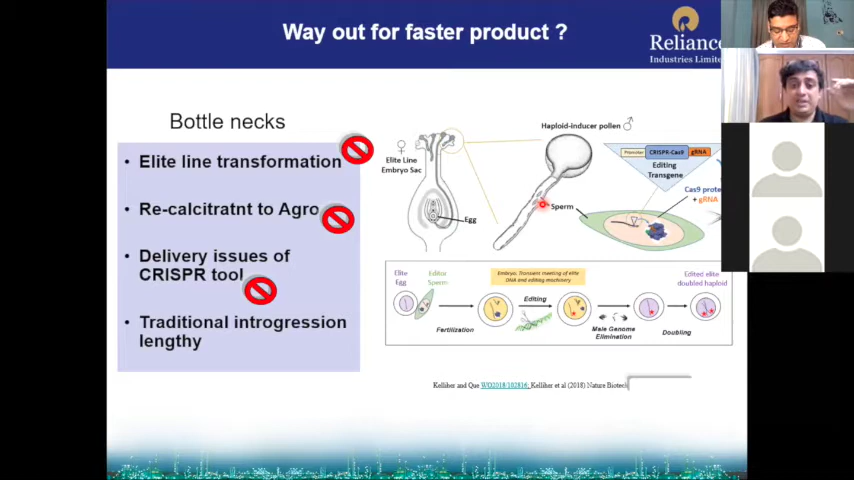 Way out for faster product ?
Reliance
Industries Limite
Bottle necks
• Elite line transformation
• Re-calcitratnt to Agro
• Delivery issues of
CRISPR tool
• Traditional introgression
lengthy
Haploid-inducer pollen ♂
♀
Elite Line
Embryo Sac
Egg
Sperm
Promoter CRISPR-Cas9 gRNA
Editing
Transgene
Cas9 prote
+ gRNA
Elite
Egg
Editor
Sperm
Embryo: Transient meeting of elite
DNA and editing machinery
Edited elite
doubled haploid
Fertilization
Editing
Male Genome
Elimination
Doubling
Kelliher and Que WO2018/102816; Kelliher et al (2018) Nature Biotech